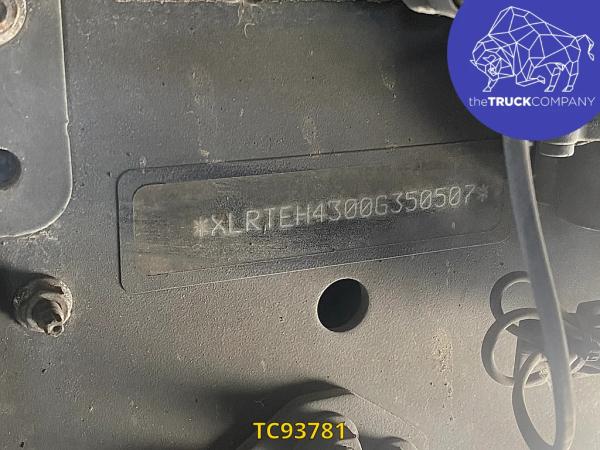 theTRUCKCOMPANY
*XLRTEH4300G350507*
TC93781